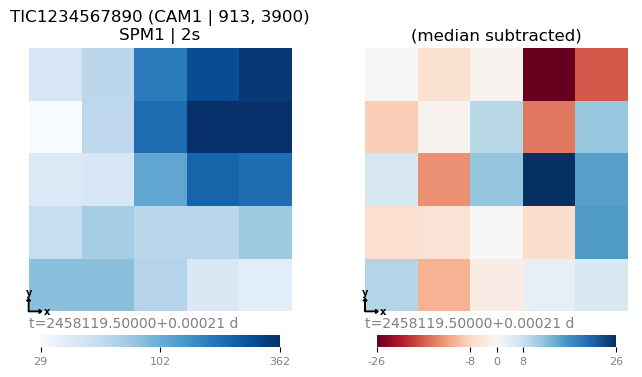 TIC1234567890 (CAM1 | 913, 3900)
SPM1 | 2s
(median subtracted)
y
x
t=2458119.50000+0.00021 d
29
102
362
y
x
t=2458119.50000+0.00021 d
-26
-8
0
8
26